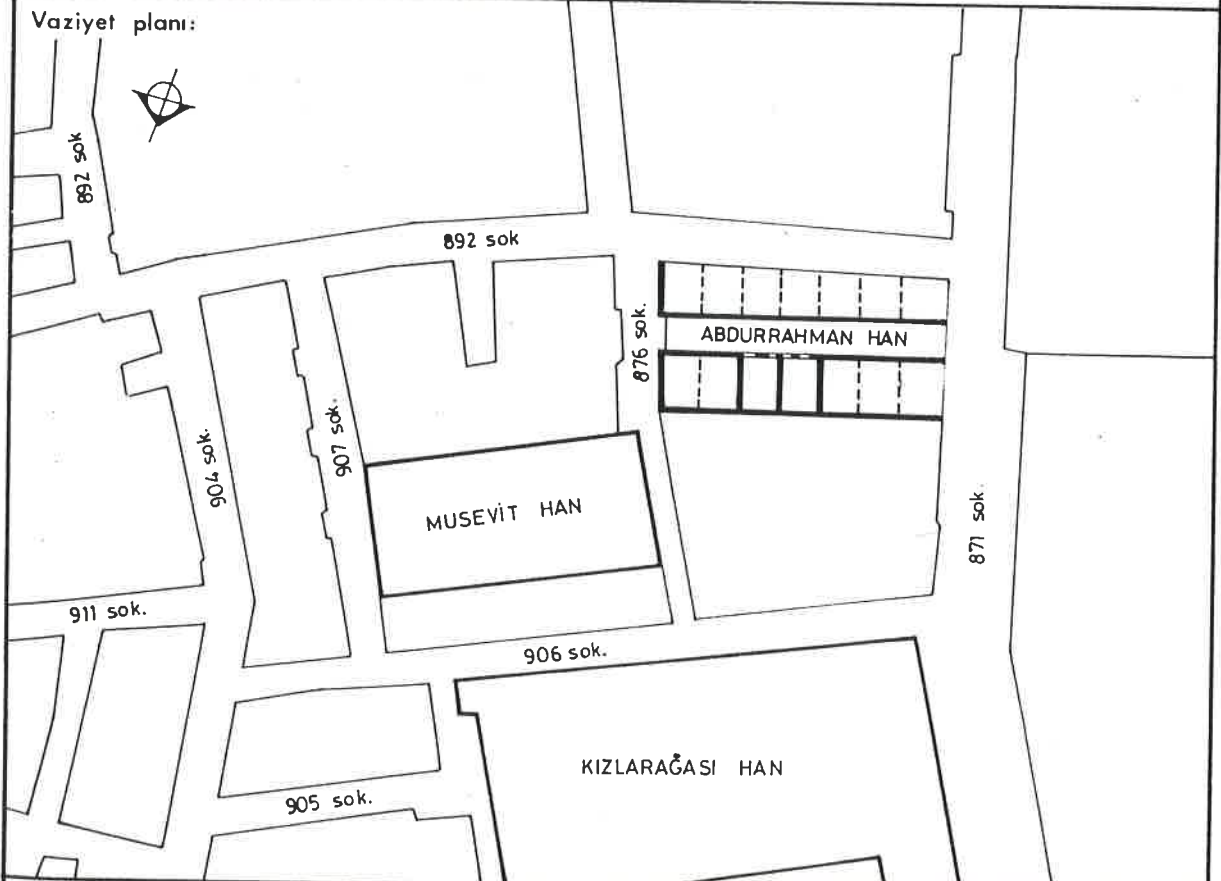 Vaziyet planı:
892 sok
892 sok
876 sok.
ABDURRAHMAN HAN
907 sok.
904 sok.
MUSEVİT HAN
871 sok.
911 sok.
906 sok.
KIZLARAĞASI HAN
905 sok.